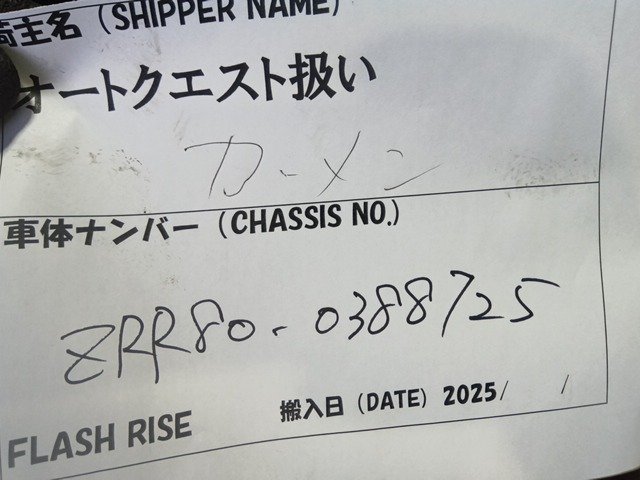 荷主名 (SHIPPER NAME)
オートクエスト扱い
カーメン
車体ナンバー (CHASSIS NO.)
ZRR80-0388725
搬入日 (DATE) 2025/ /
FLASH RISE